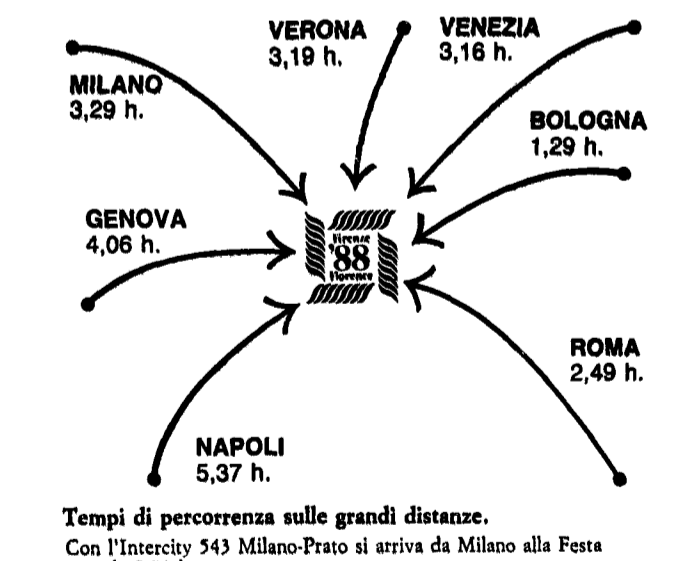 VERONA
3,19 h.
VENEZIA
3,16 h.
MILANO
3,29 h.
BOLOGNA
1,29 h.
GENOVA
4,06 h.
Firenze
'88
Florence
ROMA
2,49 h.
NAPOLI
5,37 h.
Tempi di percorrenza sulle grandi distanze.
Con l'Intercity 543 Milano-Prato si arriva da Milano alla Festa